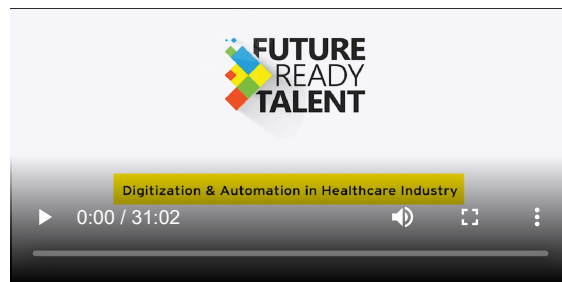 FUTURE
READY
TALENT
Digitization & Automation in Healthcare Industry
0:00 / 31:02